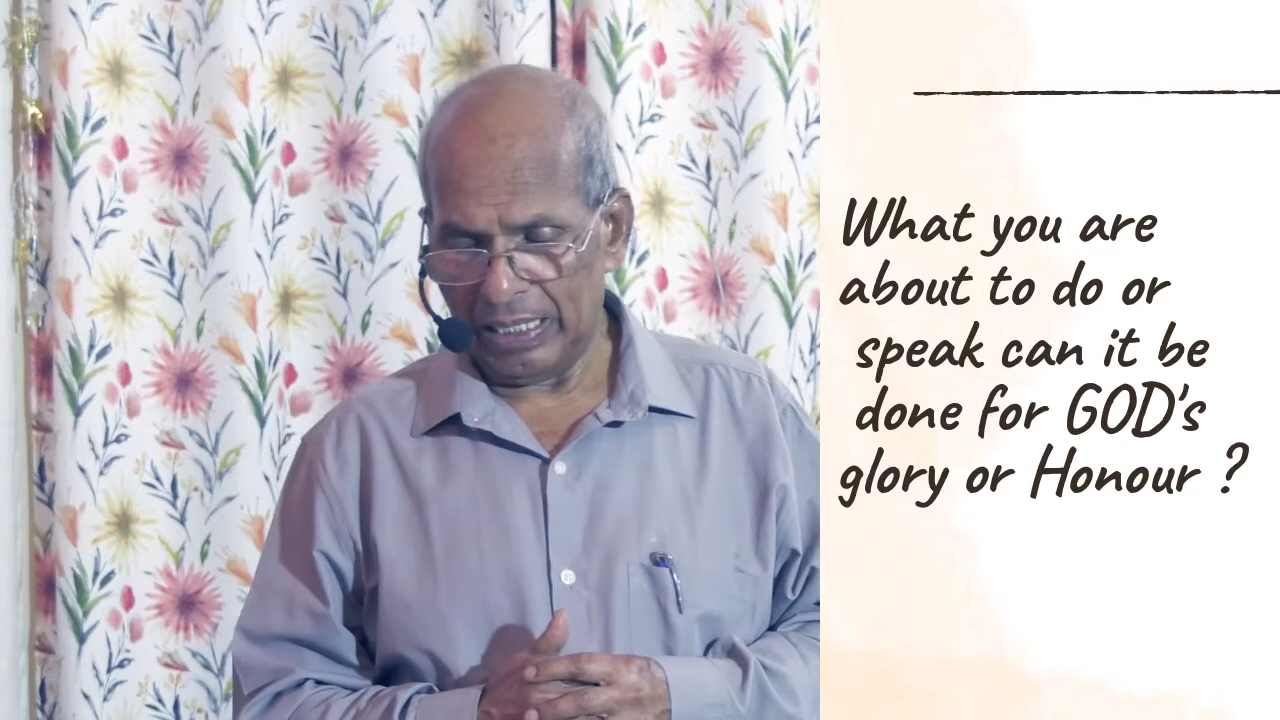 What you are
about to do or
speak can it be
done for GOD's
glory or Honour ?